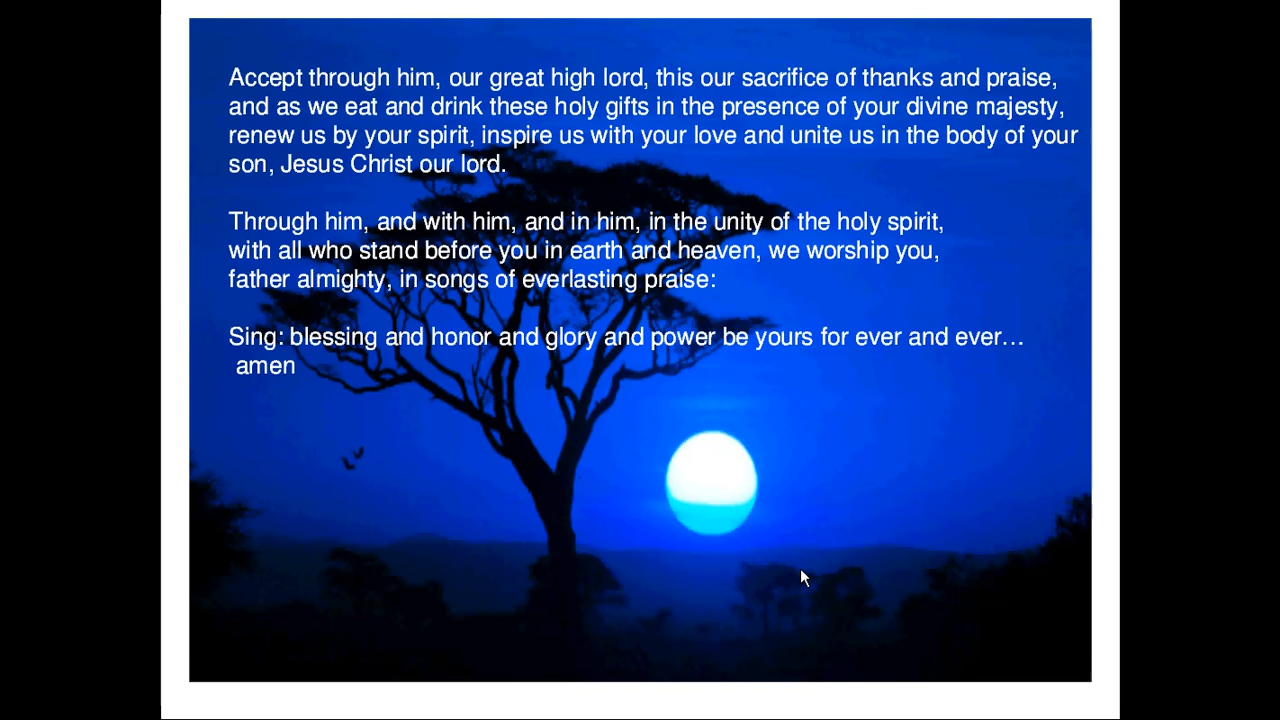 Accept through him, our great high lord, this our sacrifice of thanks and praise,
and as we eat and drink these holy gifts in the presence of your divine majesty,
renew us by your spirit, inspire us with your love and unite us in the body of your
son, Jesus Christ our lord.
Through him, and with him, and in him, in the unity of the holy spirit,
with all who stand before you in earth and heaven, we worship you,
father almighty, in songs of everlasting praise:
Sing: blessing and honor and glory and power be yours for ever and ever…
amen